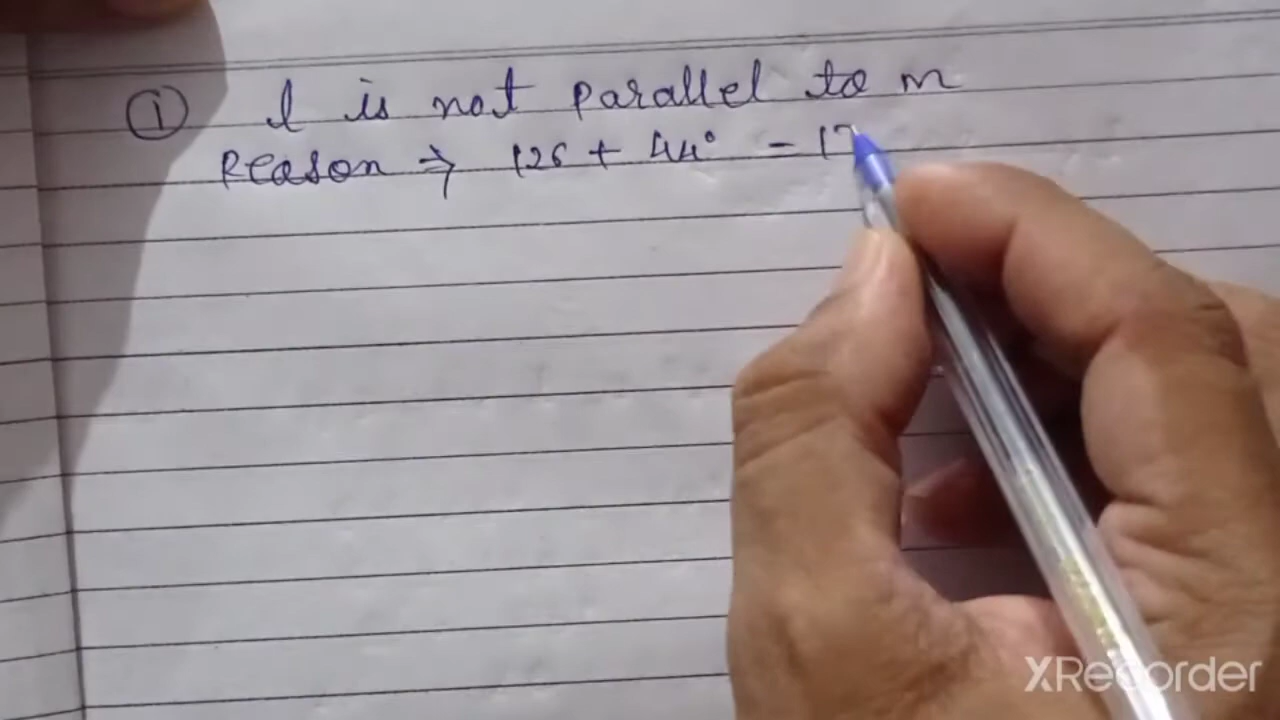 ① l is not parallel to m
Reason ⇒ 126 + 44° = 17
XRecorder